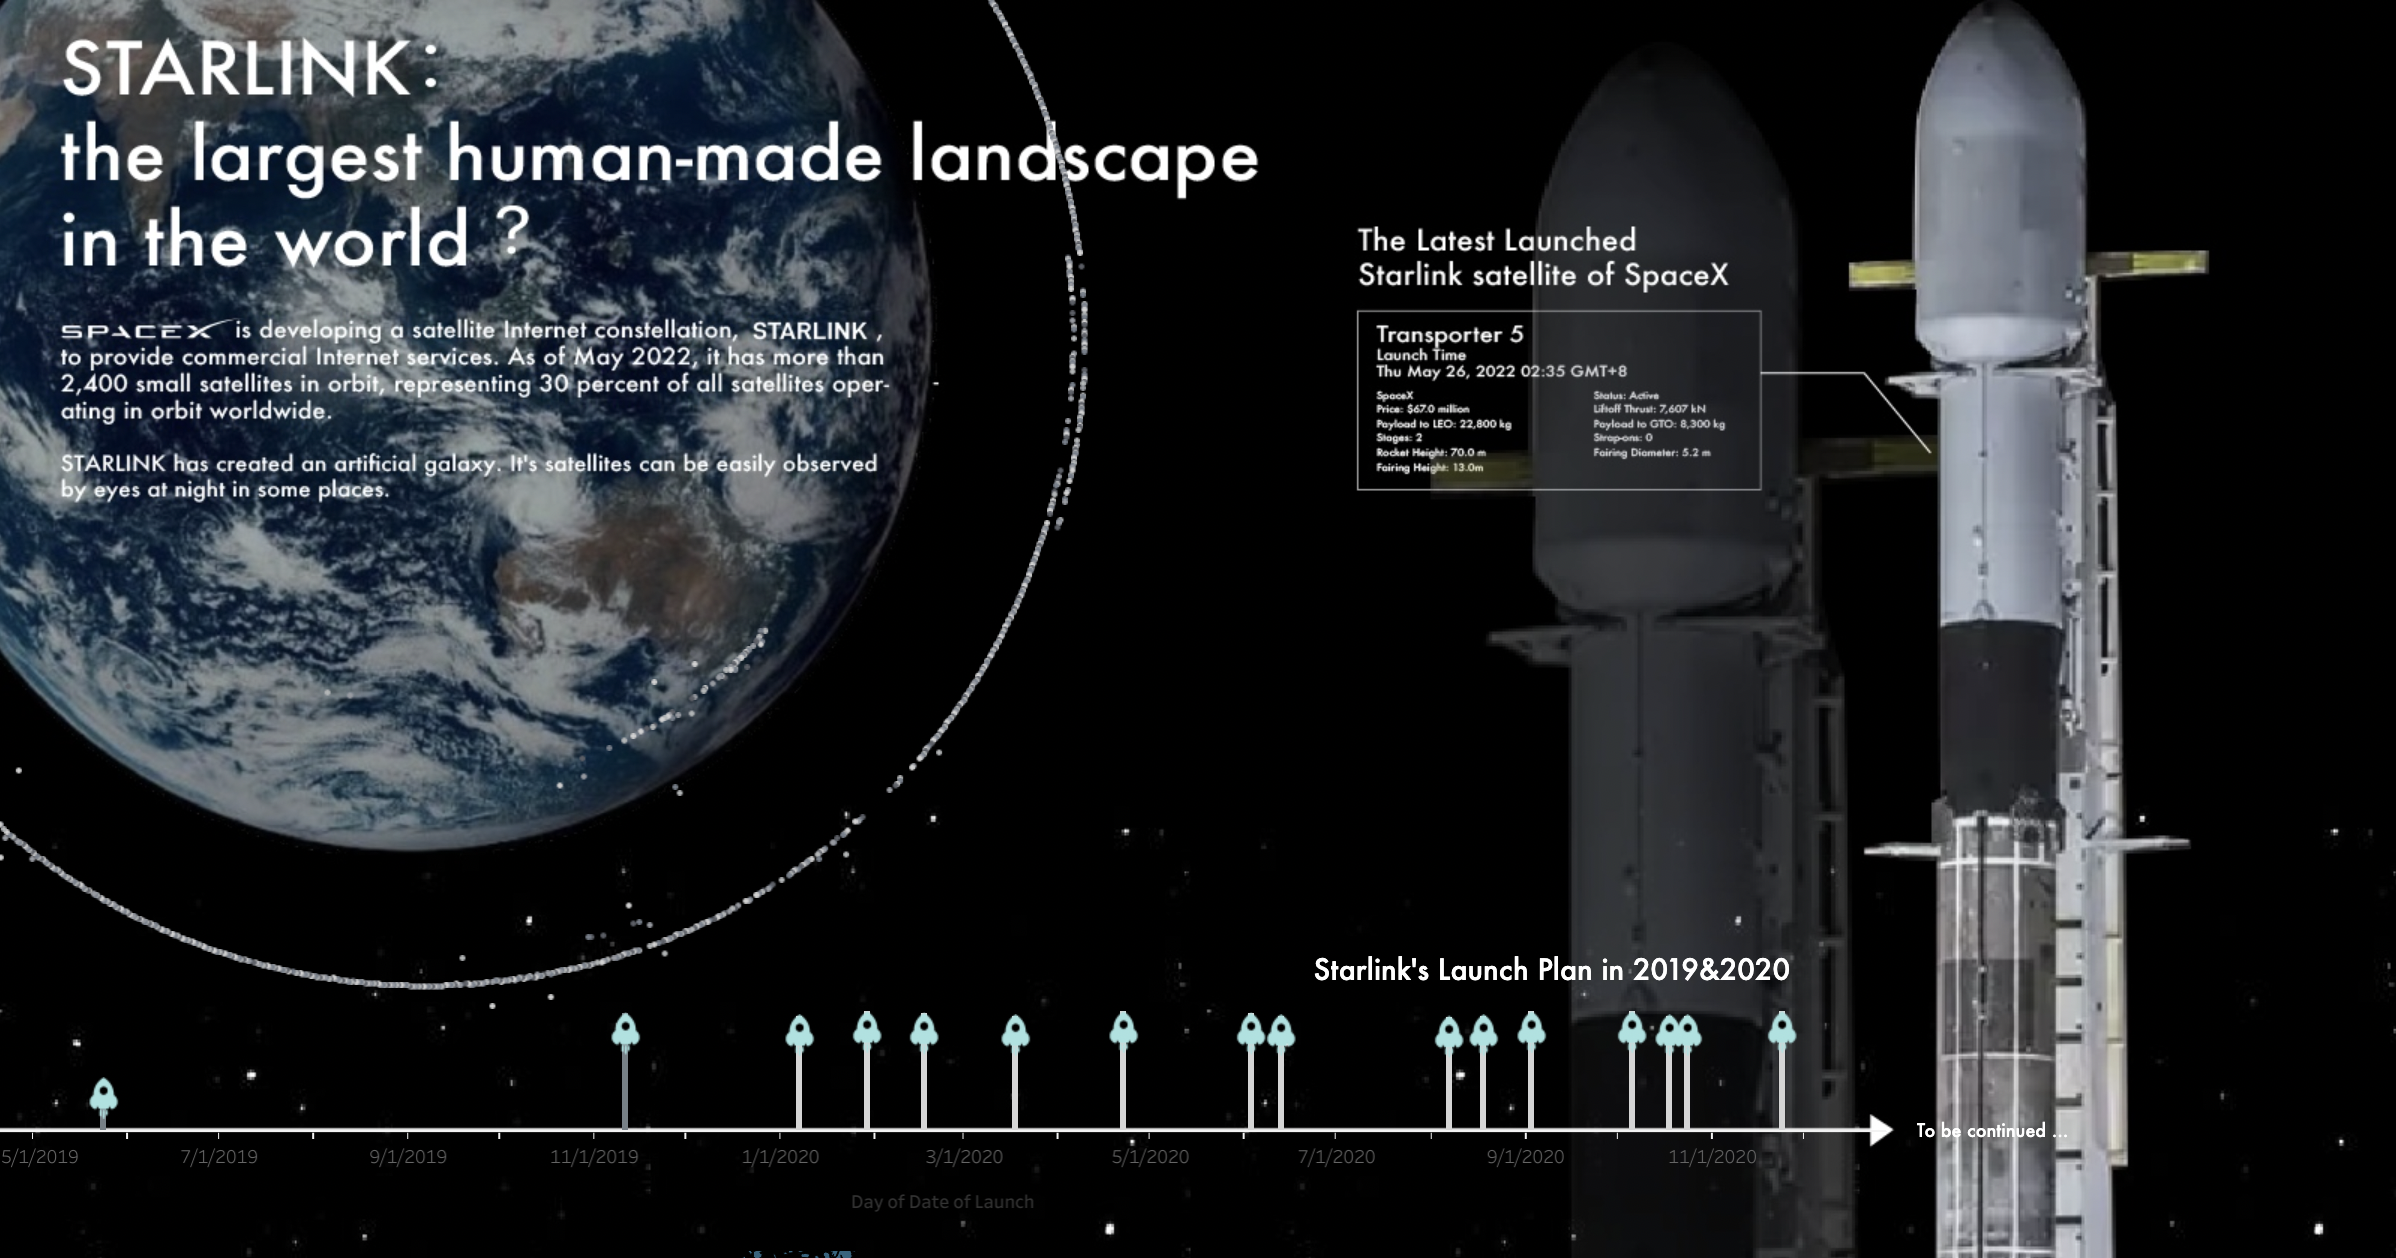 STARLINK:
the largest human-made landscape
in the world ?
SPACEX is developing a satellite Internet constellation, STARLINK ,
to provide commercial Internet services. As of May 2022, it has more than
2,400 small satellites in orbit, representing 30 percent of all satellites oper-
ating in orbit worldwide.
STARLINK has created an artificial galaxy. It's satellites can be easily observed
by eyes at night in some places.
The Latest Launched
Starlink satellite of SpaceX
Transporter 5
Launch Time
Thu May 26, 2022 02:35 GMT+8
SpaceX
Price: $67.0 million
Payload to LEO: 22,800 kg
Stages: 2
Rocket Height: 70.0 m
Fairing Height: 13.0m
Status: Active
Liftoff Thrust: 7,607 kN
Payload to GTO: 8,300 kg
Strap-ons: 0
Fairing Diameter: 5.2 m
Starlink's Launch Plan in 2019&2020
To be continued ...
5/1/2019 7/1/2019 9/1/2019 11/1/2019 1/1/2020 3/1/2020 5/1/2020 7/1/2020 9/1/2020 11/1/2020
Day of Date of Launch